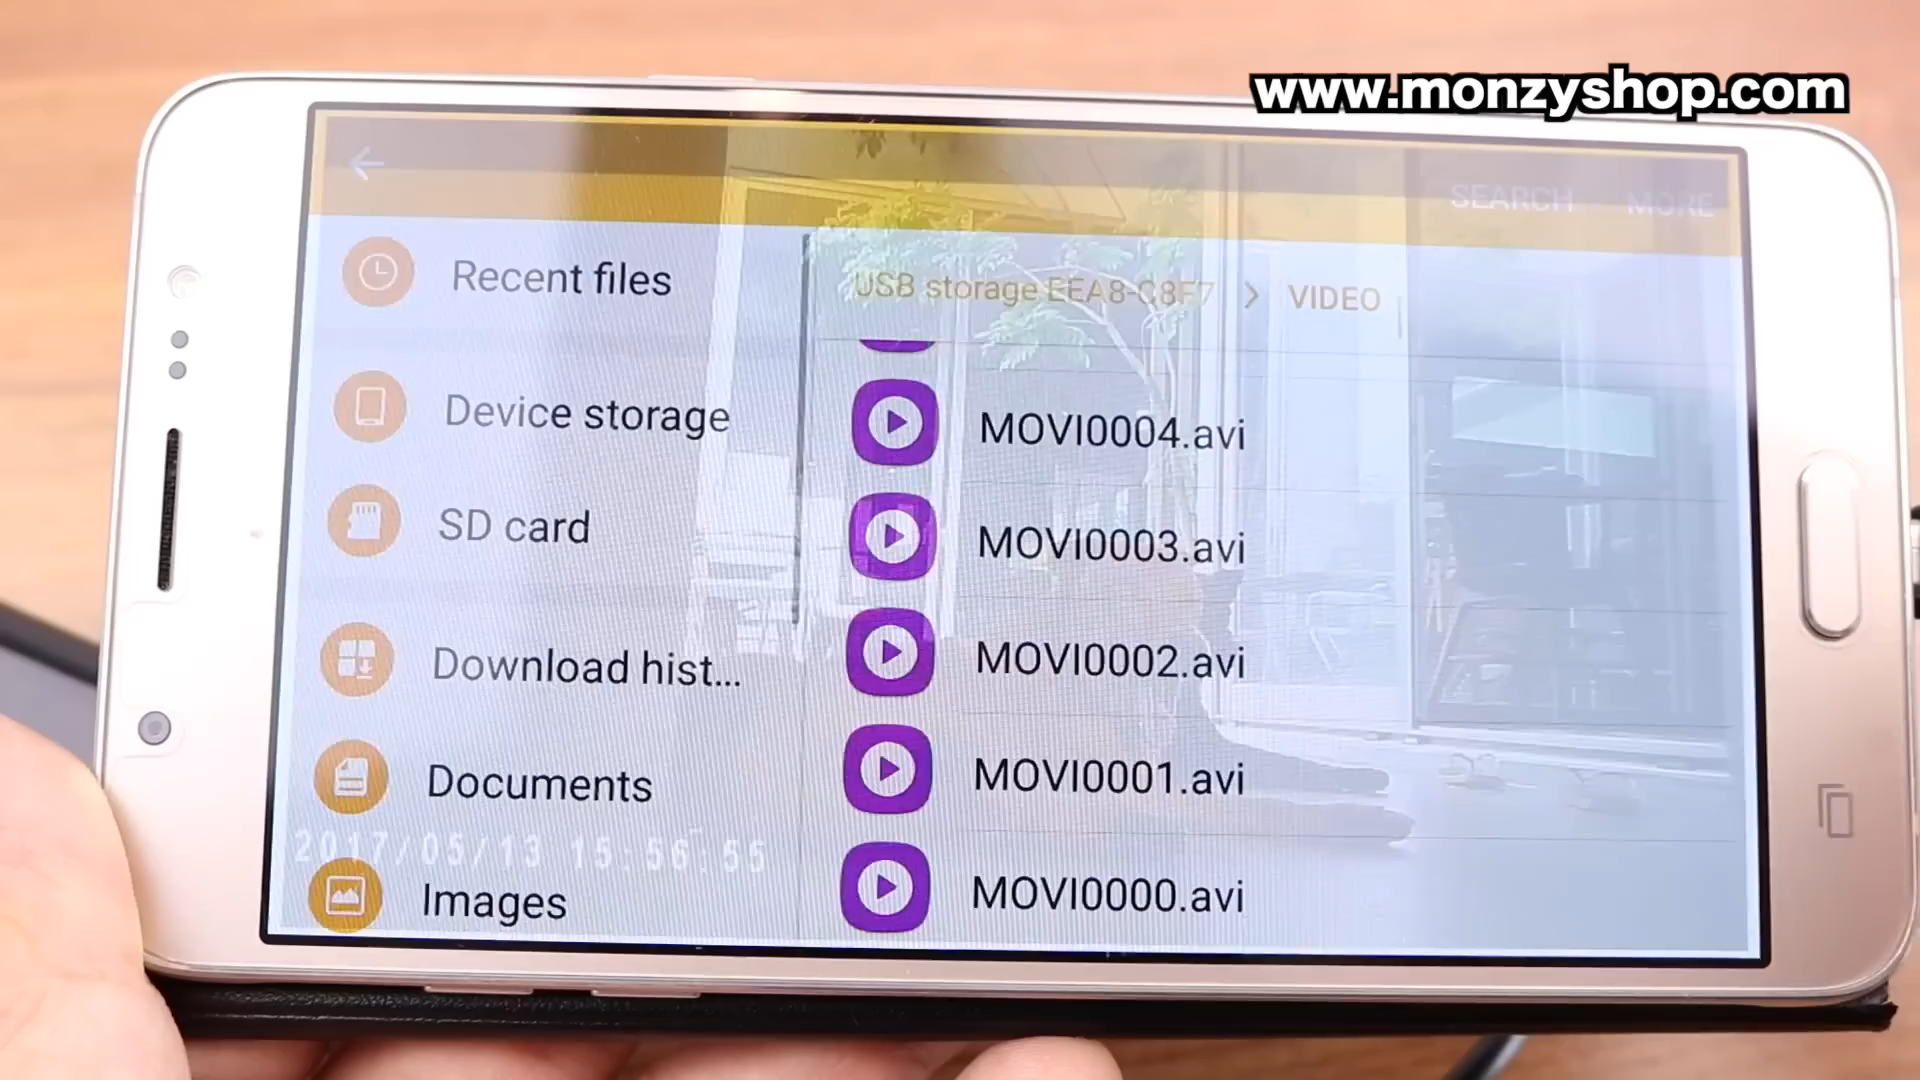 www.monzyshop.com
SEARCH MORE
Recent files
USB storage EEA8-C8F7 > VIDEO
Device storage
MOVI0004.avi
SD card
MOVI0003.avi
Download hist...
MOVI0002.avi
Documents
MOVI0001.avi
2017/05/13 15:56:55
Images
MOVI0000.avi